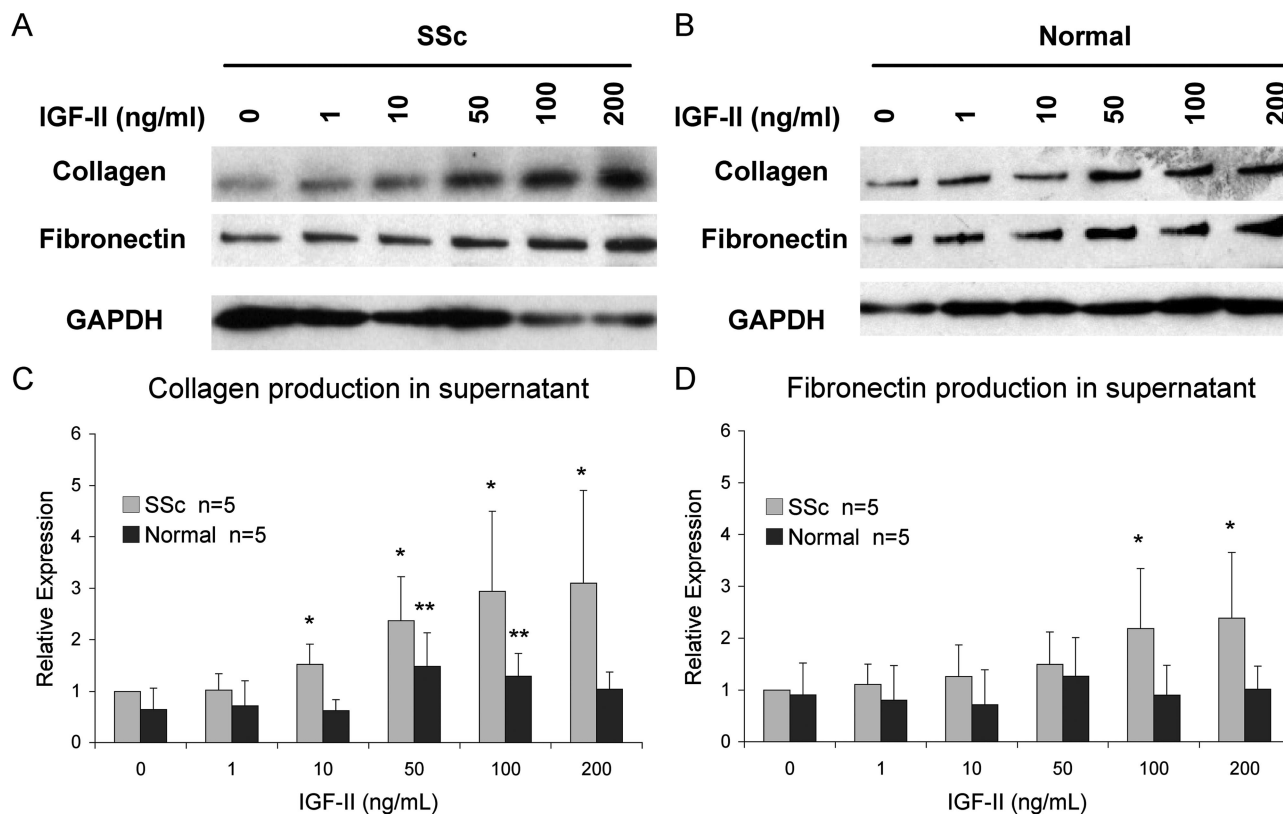 A
SSc
IGF-II (ng/ml) 0 1 10 50 100 200
Collagen
Fibronectin
GAPDH
B
Normal
IGF-II (ng/ml) 0 1 10 50 100 200
Collagen
Fibronectin
GAPDH
C
Collagen production in supernatant
6
5
4
3
2
1
0
Relative Expression
SSc n=5
Normal n=5
* * ** * ** *
0 1 10 50 100 200
IGF-II (ng/mL)
D
Fibronectin production in supernatant
6
5
4
3
2
1
0
Relative Expression
SSc n=5
Normal n=5
* *
0 1 10 50 100 200
IGF-II (ng/mL)